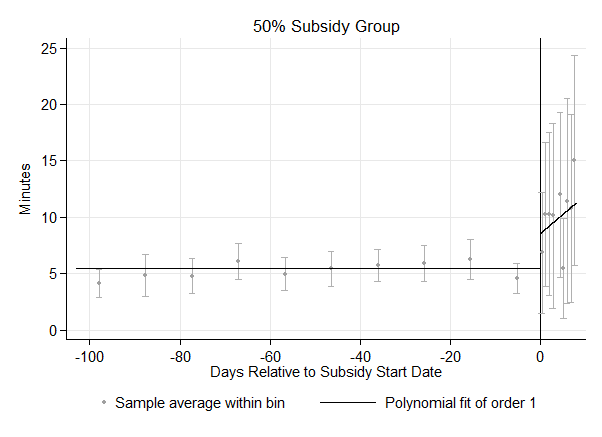 50% Subsidy Group
25
20
15
10
5
0
Minutes
-100 -80 -60 -40 -20 0
Days Relative to Subsidy Start Date
Sample average within bin Polynomial fit of order 1